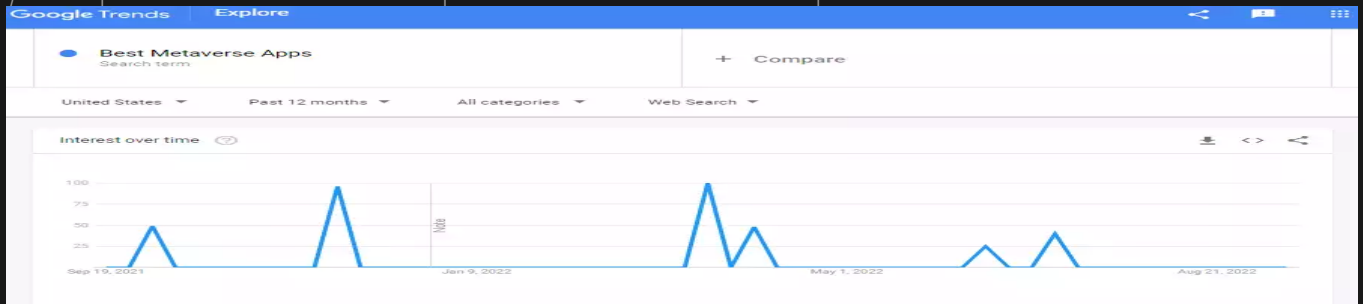 Google Trends Explore
Best Metaverse Apps
Search term
+ Compare
United States Past 12 months All categories Web Search
Interest over time
100
75
50
25
Note
Sep 19, 2021 Jan 9, 2022 May 1, 2022 Aug 21, 2022